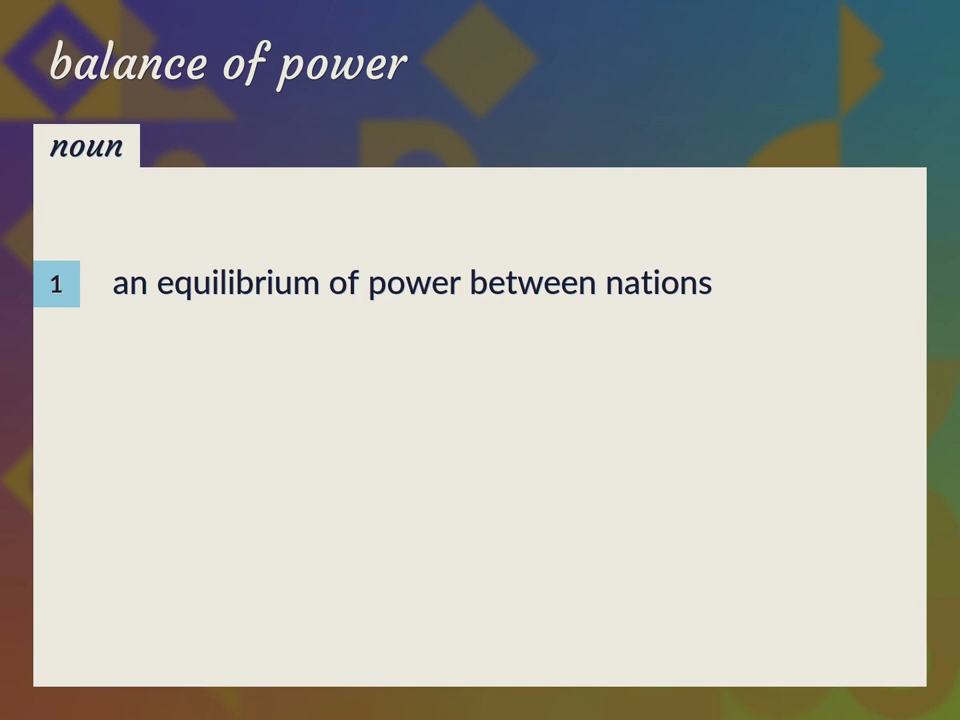 balance of power
noun
1 an equilibrium of power between nations